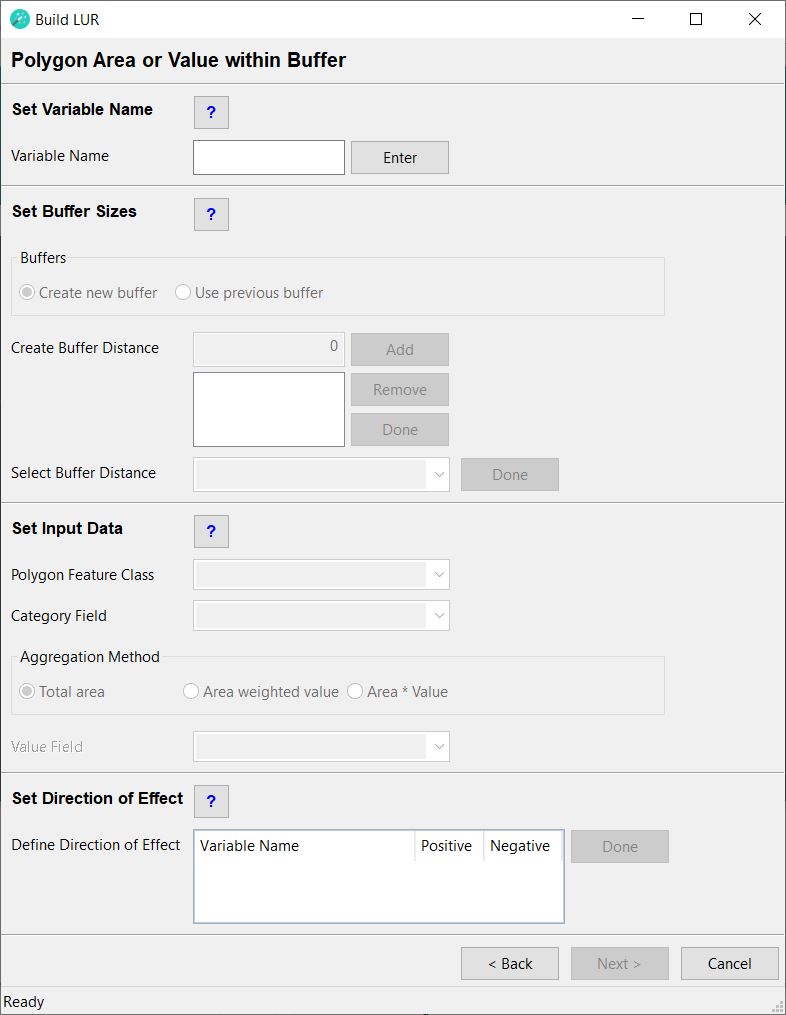 Build LUR
Polygon Area or Value within Buffer
Set Variable Name ?
Variable Name Enter
Set Buffer Sizes ?
Buffers
Create new buffer Use previous buffer
Create Buffer Distance 0 Add
Remove
Done
Select Buffer Distance Done
Set Input Data ?
Polygon Feature Class
Category Field
Aggregation Method
Total area Area weighted value Area * Value
Value Field
Set Direction of Effect ?
Define Direction of Effect Variable Name Positive Negative Done
< Back Next > Cancel
Ready